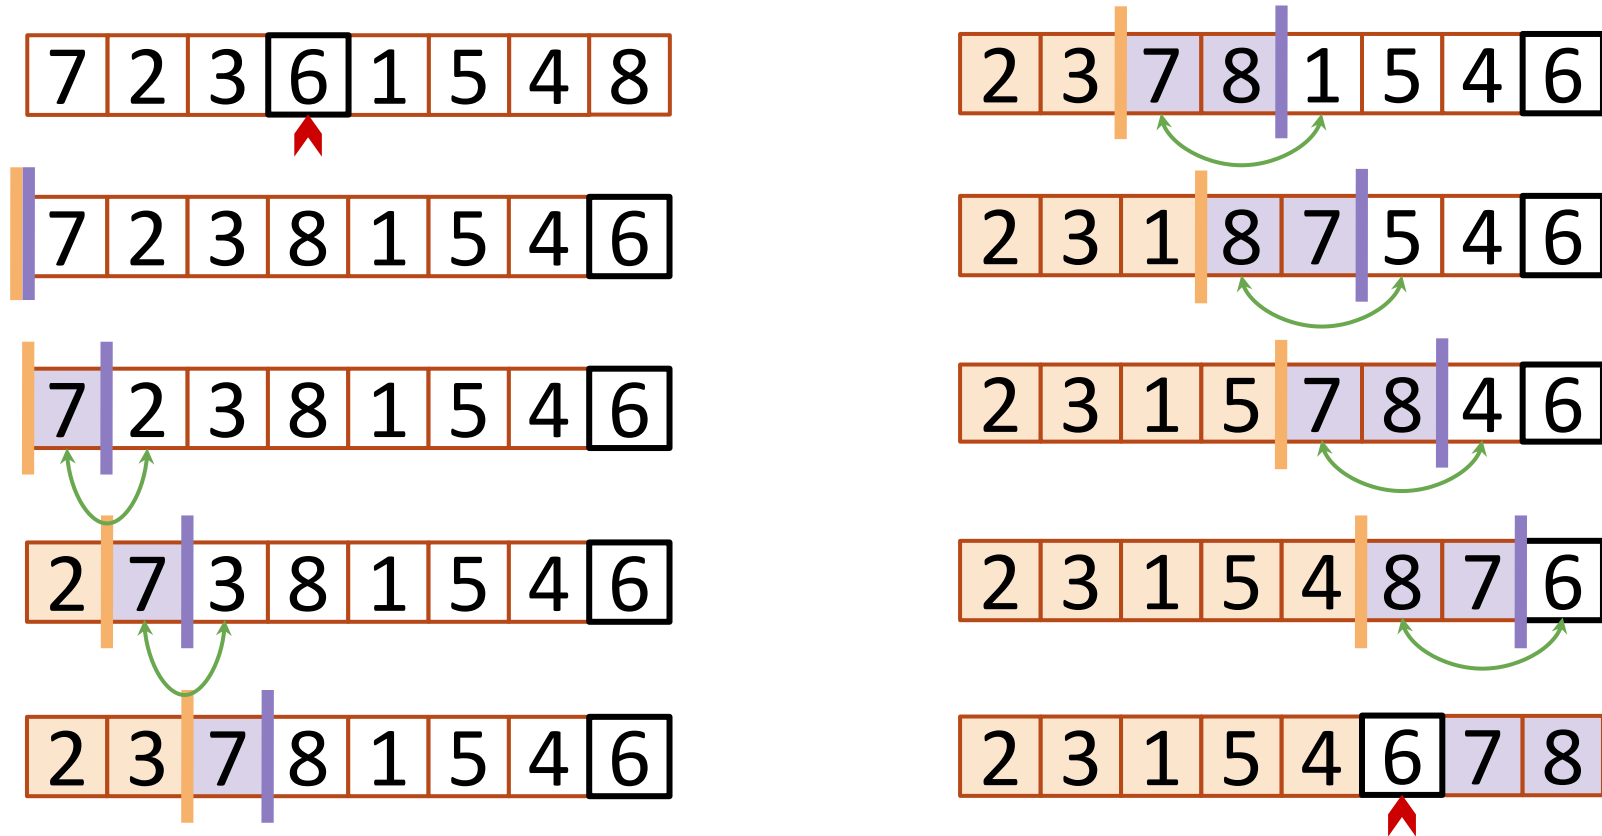 7 2 3 6 1 5 4 8
7 2 3 8 1 5 4 6
7 2 3 8 1 5 4 6
2 7 3 8 1 5 4 6
2 3 7 8 1 5 4 6
2 3 7 8 1 5 4 6
2 3 1 8 7 5 4 6
2 3 1 5 7 8 4 6
2 3 1 5 4 8 7 6
2 3 1 5 4 6 7 8